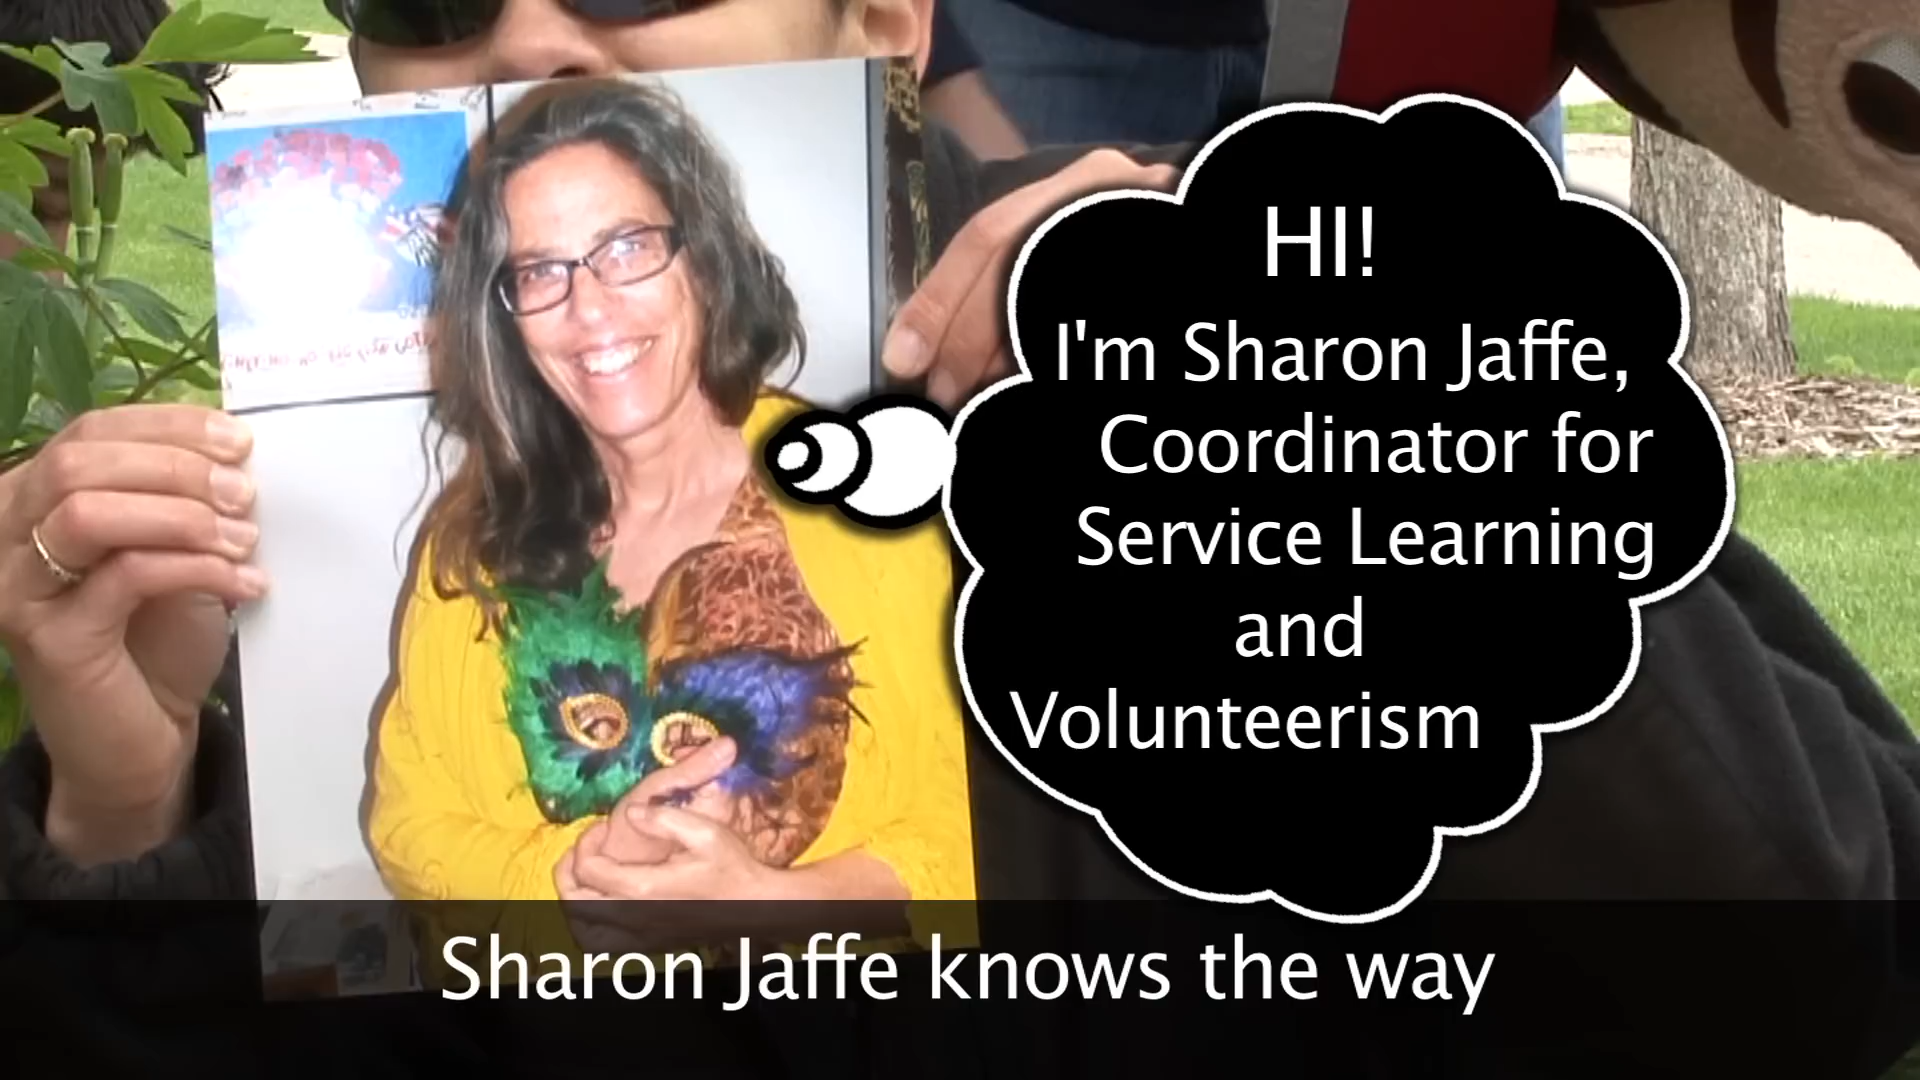 HI!
I'm Sharon Jaffe,
Coordinator for
Service Learning
and
Volunteerism
Sharon Jaffe knows the way